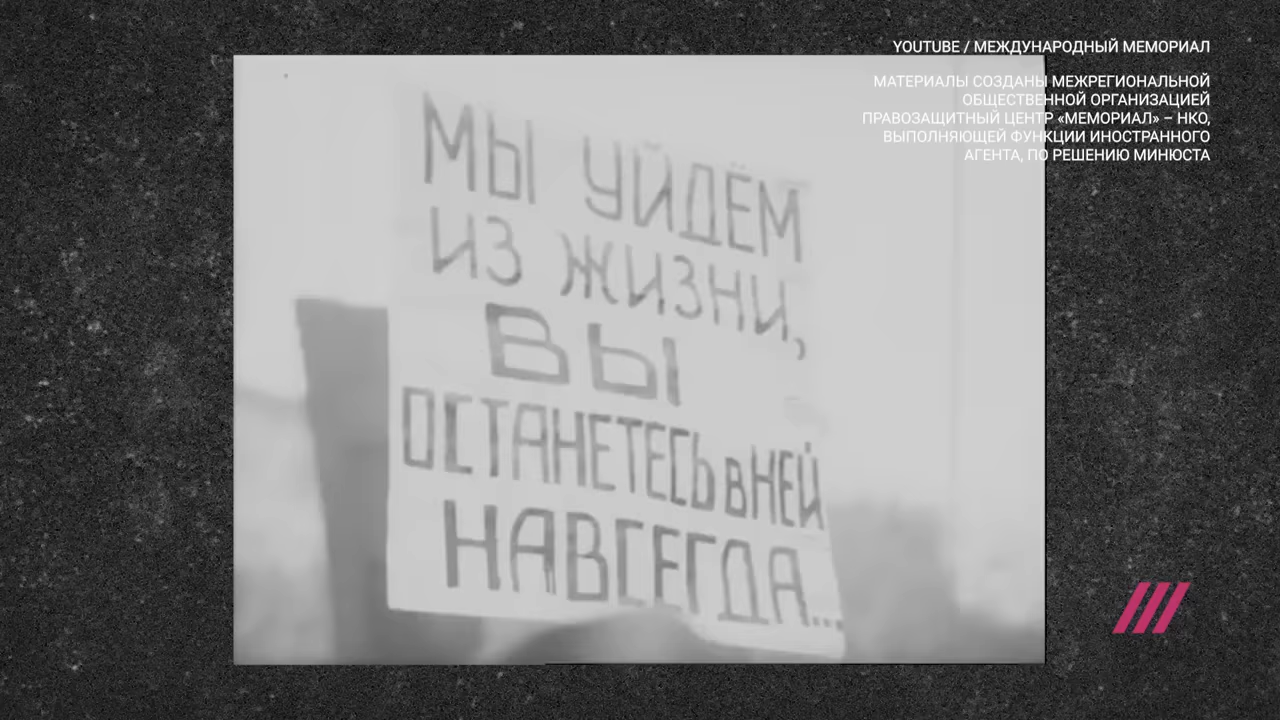 YOUTUBE / МЕЖДУНАРОДНЫЙ МЕМОРИАЛ
МАТЕРИАЛЫ СОЗДАНЫ МЕЖРЕГИОНАЛЬНОЙ
ОБЩЕСТВЕННОЙ ОРГАНИЗАЦИЕЙ
ПРАВОЗАЩИТНЫЙ ЦЕНТР «МЕМОРИАЛ» – НКО,
ВЫПОЛНЯЮЩЕЙ ФУНКЦИИ ИНОСТРАННОГО
АГЕНТА, ПО РЕШЕНИЮ МИНЮСТА
МЫ УЙДЁМ
ИЗ ЖИЗНИ,
ВЫ
ОСТАНЕТЕСЬ в НЕЙ
НАВСЕГДА...